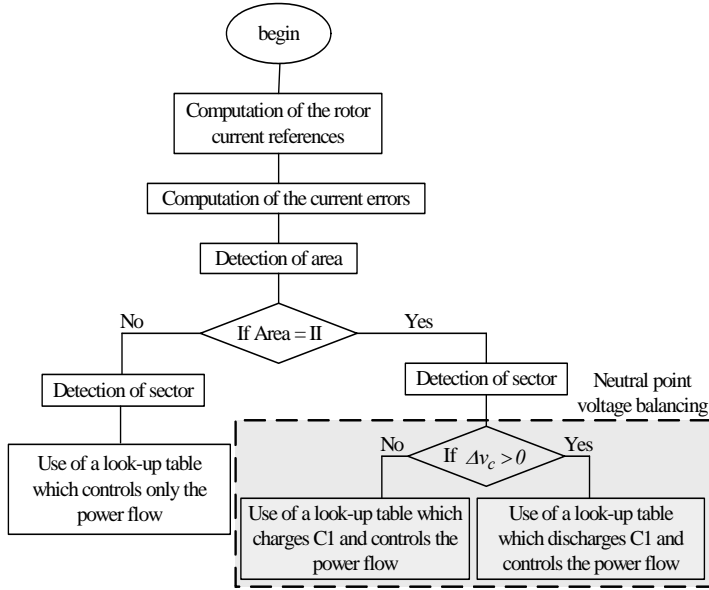 begin
Computation of the rotor
current references
Computation of the current errors
Detection of area
No
If Area = II
Yes
Detection of sector
Detection of sector
Neutral point
voltage balancing
Use of a look-up table
which controls only the
power flow
No
If Δv_c > 0
Yes
Use of a look-up table which
charges C1 and controls the
power flow
Use of a look-up table
which discharges C1 and
controls the power flow